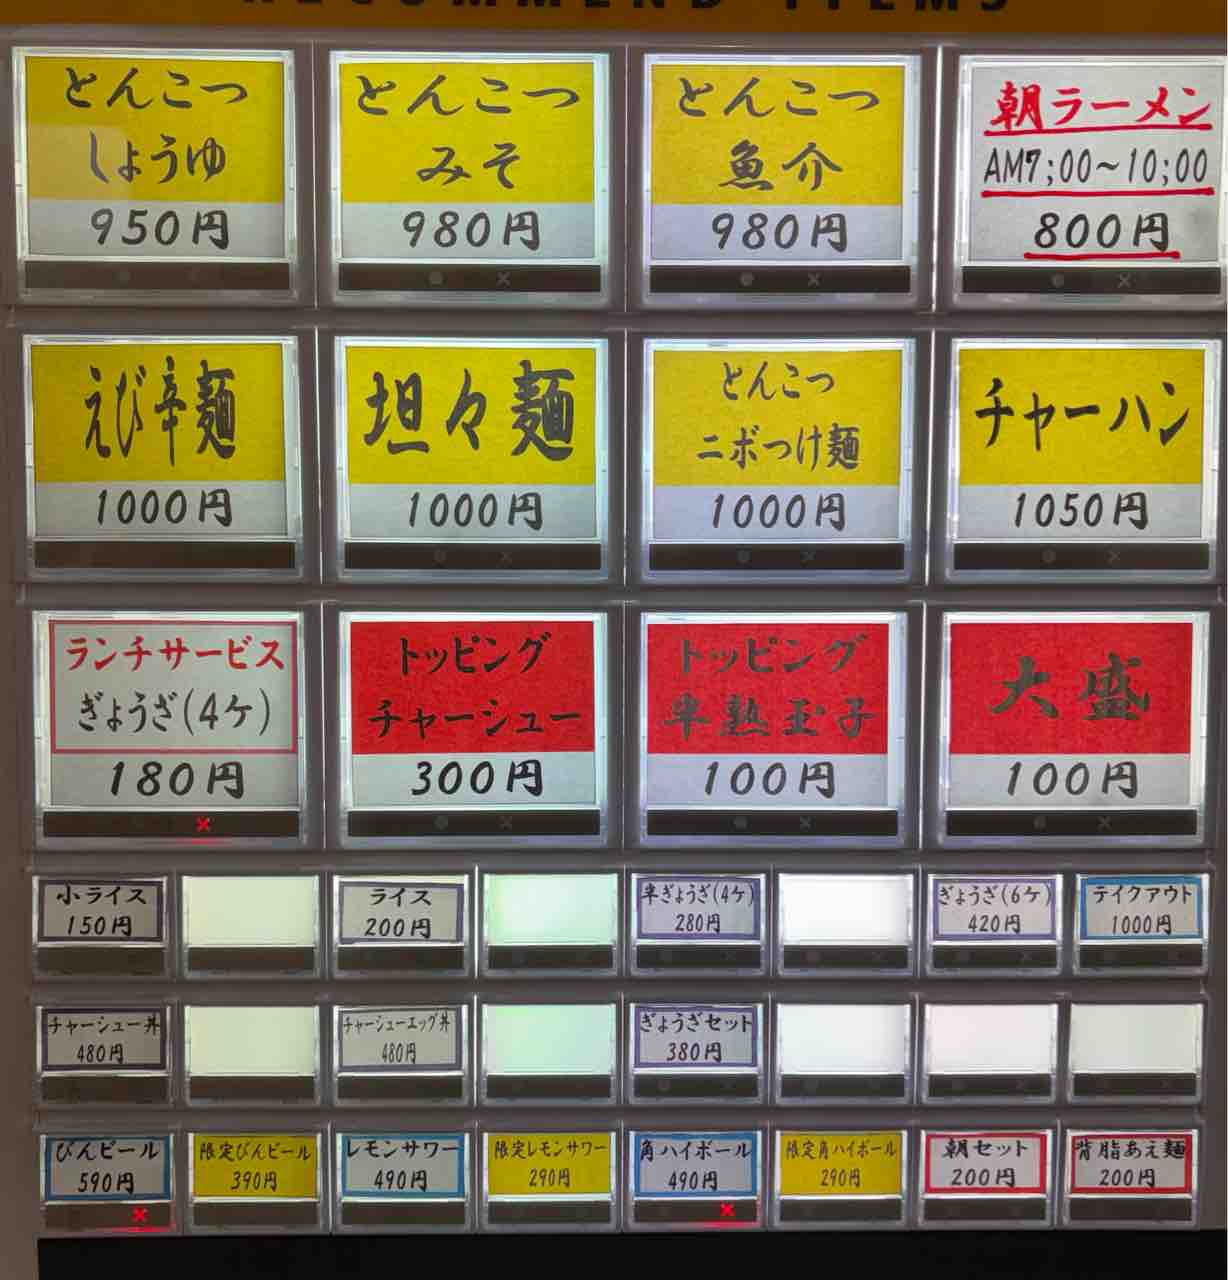 RECOMMEND ITEMS
とんこつ
しょうゆ
950円
とんこつ
みそ
980円
とんこつ
魚介
980円
朝ラーメン
AM7;00～10;00
800円
えび辛麺
1000円
坦々麺
1000円
とんこつ
ニボつけ麺
1000円
チャーハン
1050円
ランチサービス
ぎょうざ(4ケ)
180円
トッピング
チャーシュー
300円
トッピング
半熟玉子
100円
大盛
100円
小ライス
150円
ライス
200円
半ぎょうざ(4ケ)
280円
ぎょうざ(6ケ)
420円
テイクアウト
1000円
チャーシュー丼
480円
チャーシューエッグ丼
480円
ぎょうざセット
380円
びんビール
590円
限定びんビール
390円
レモンサワー
490円
限定レモンサワー
290円
角ハイボール
490円
限定角ハイボール
290円
朝セット
200円
背脂あえ麺
200円